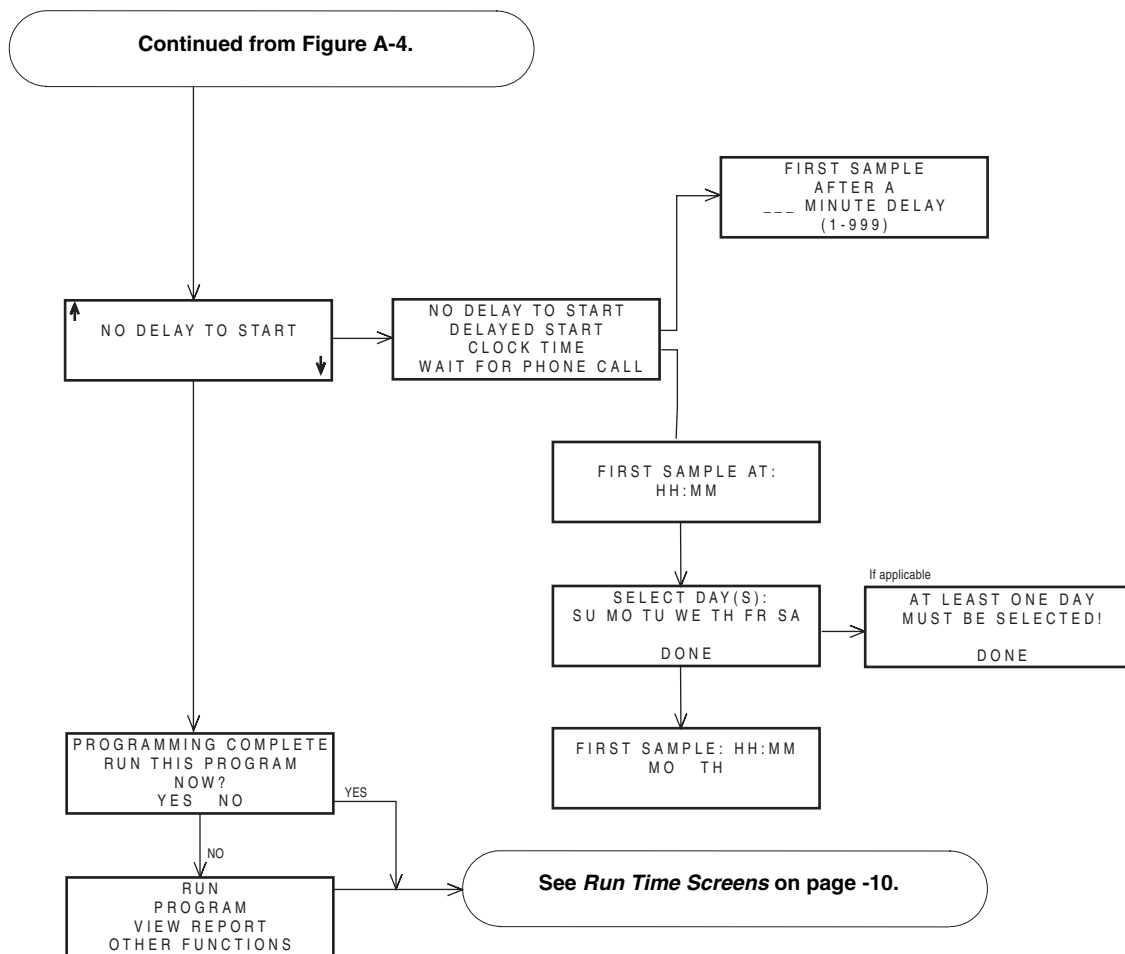 Continued from Figure A-4.
FIRST SAMPLE
AFTER A
___ MINUTE DELAY
(1-999)
NO DELAY TO START
NO DELAY TO START
DELAYED START
CLOCK TIME
WAIT FOR PHONE CALL
FIRST SAMPLE AT:
HH:MM
SELECT DAY(S):
SU MO TU WE TH FR SA
DONE
If applicable
AT LEAST ONE DAY
MUST BE SELECTED!
DONE
FIRST SAMPLE: HH:MM
MO TH
PROGRAMMING COMPLETE
RUN THIS PROGRAM
NOW?
YES NO
YES
NO
RUN
PROGRAM
VIEW REPORT
OTHER FUNCTIONS
See Run Time Screens on page -10.